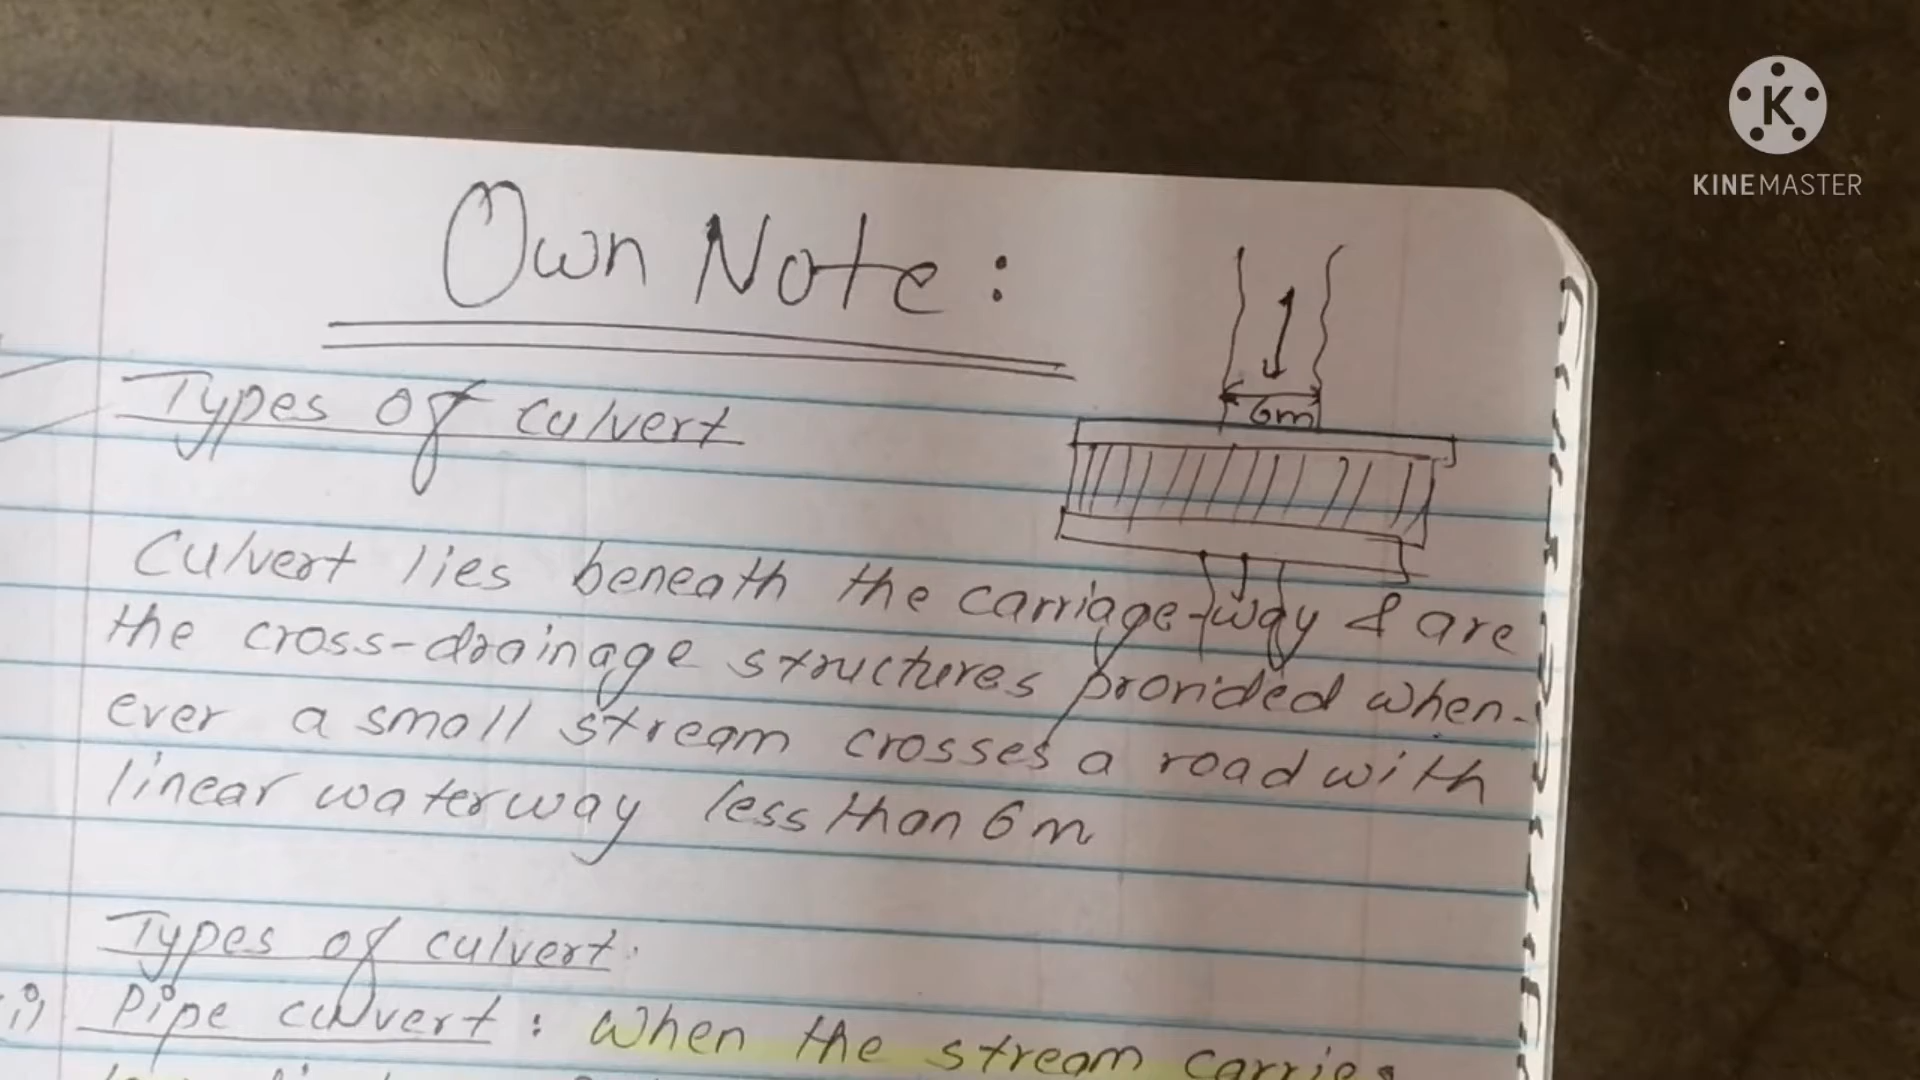 KINEMASTER
Own Note:
6m
Types of culvert
Culvert lies beneath the carriage-way & are
the cross-drainage structures provided when-
ever a small stream crosses a road with
linear waterway less than 6m
Types of culvert.
i) Pipe culvert: When the stream carries